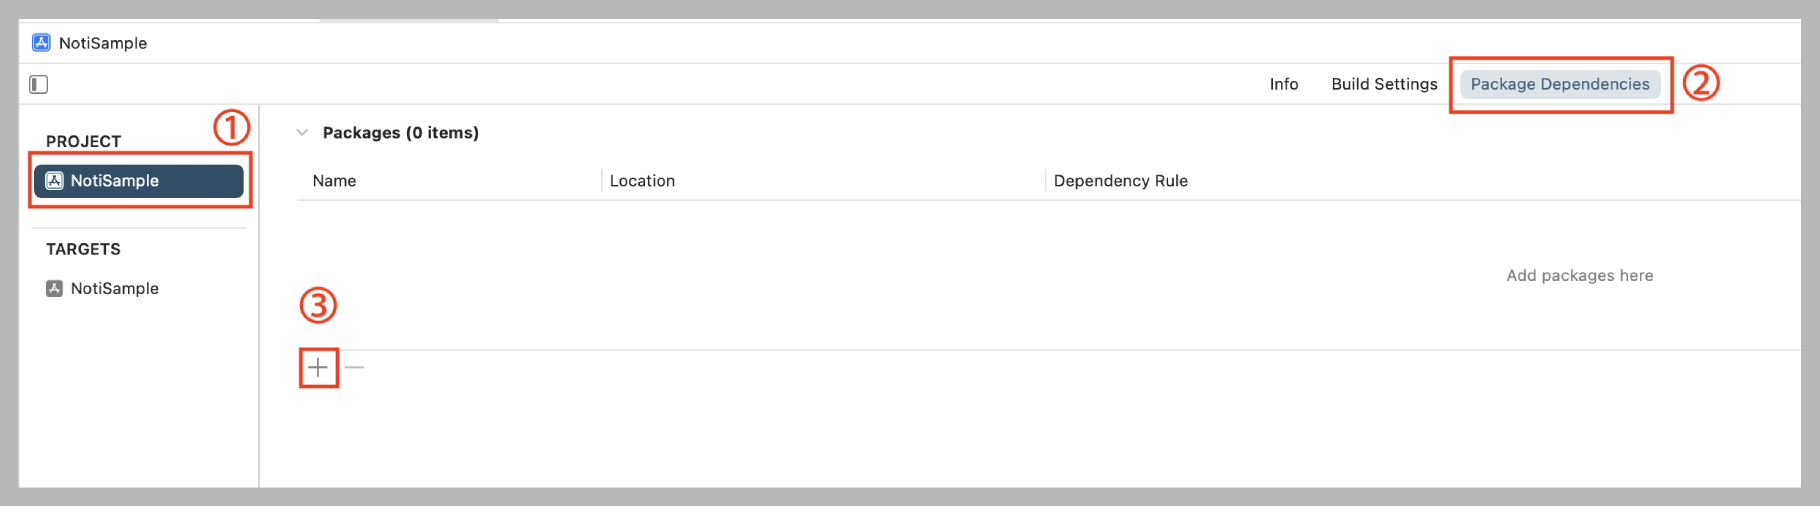 NotiSample
Info Build Settings Package Dependencies ②
PROJECT ①
NotiSample
TARGETS
NotiSample
Packages (0 items)
Name Location Dependency Rule
Add packages here
③
+ —